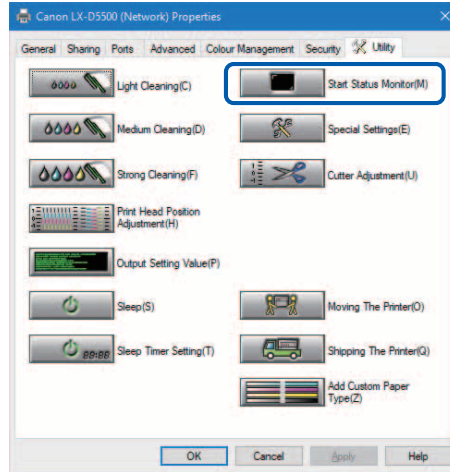 Canon LX-D5500 (Network) Properties
General Sharing Ports Advanced Colour Management Security Utility
Light Cleaning(C)
Start Status Monitor(M)
Medium Cleaning(D)
Special Settings(E)
Strong Cleaning(F)
Cutter Adjustment(U)
Print Head Position
Adjustment(H)
Output Setting Value(P)
Sleep(S)
Moving The Printer(O)
88:88
Sleep Timer Setting(T)
Shipping The Printer(Q)
Add Custom Paper
Type(Z)
OK Cancel Apply Help